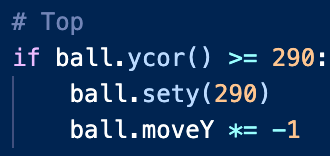 # Top
if ball.ycor() >= 290:
    ball.sety(290)
    ball.moveY *= -1